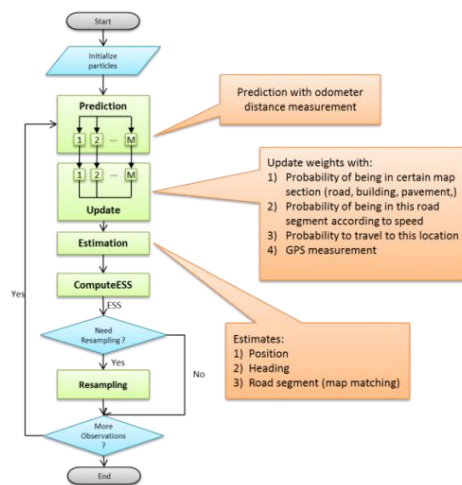 Start
Initialize
particles
Prediction
1 2 ... M
1 2 ... M
Update
Estimation
ComputeESS
ESS
Need
Resampling ?
Yes
No
Resampling
Yes
More
Observations
?
End
Prediction with odometer
distance measurement
Update weights with:
1) Probability of being in certain map
section (road, building, pavement,)
2) Probability of being in this road
segment according to speed
3) Probability to travel to this location
4) GPS measurement
Estimates:
1) Position
2) Heading
3) Road segment (map matching)